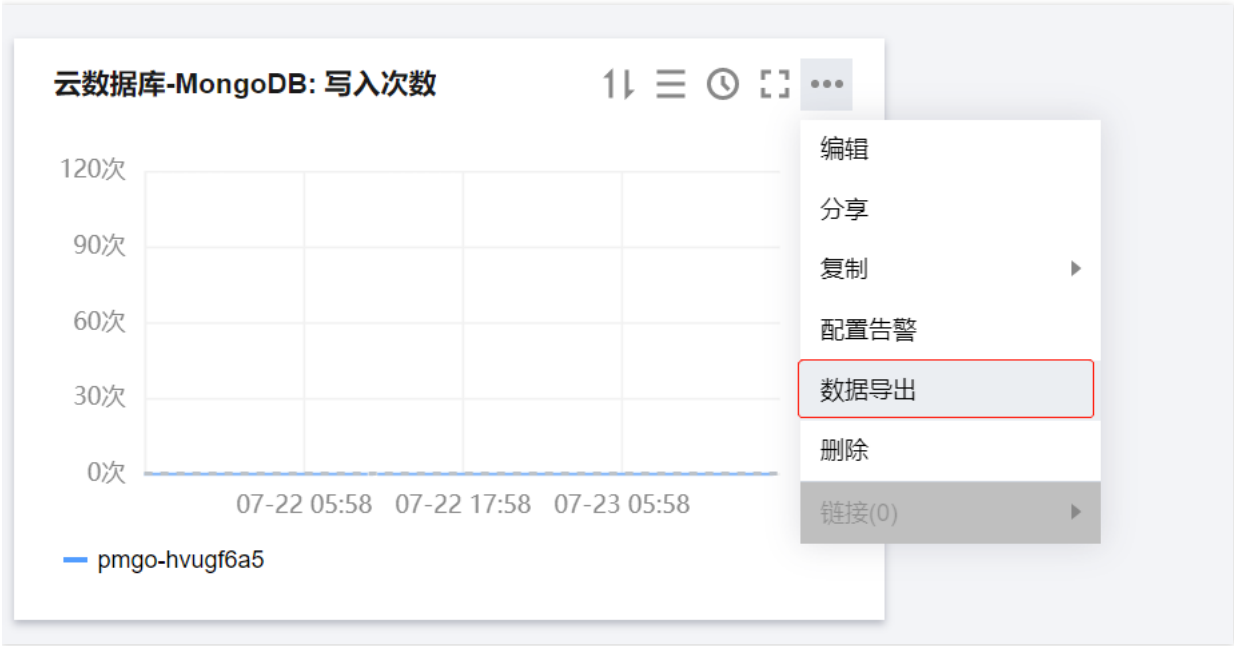 云数据库-MongoDB: 写入次数
编辑
分享
复制
配置告警
数据导出
删除
链接(0)
120次
90次
60次
30次
0次
07-22 05:58 07-22 17:58 07-23 05:58
pmgo-hvugf6a5